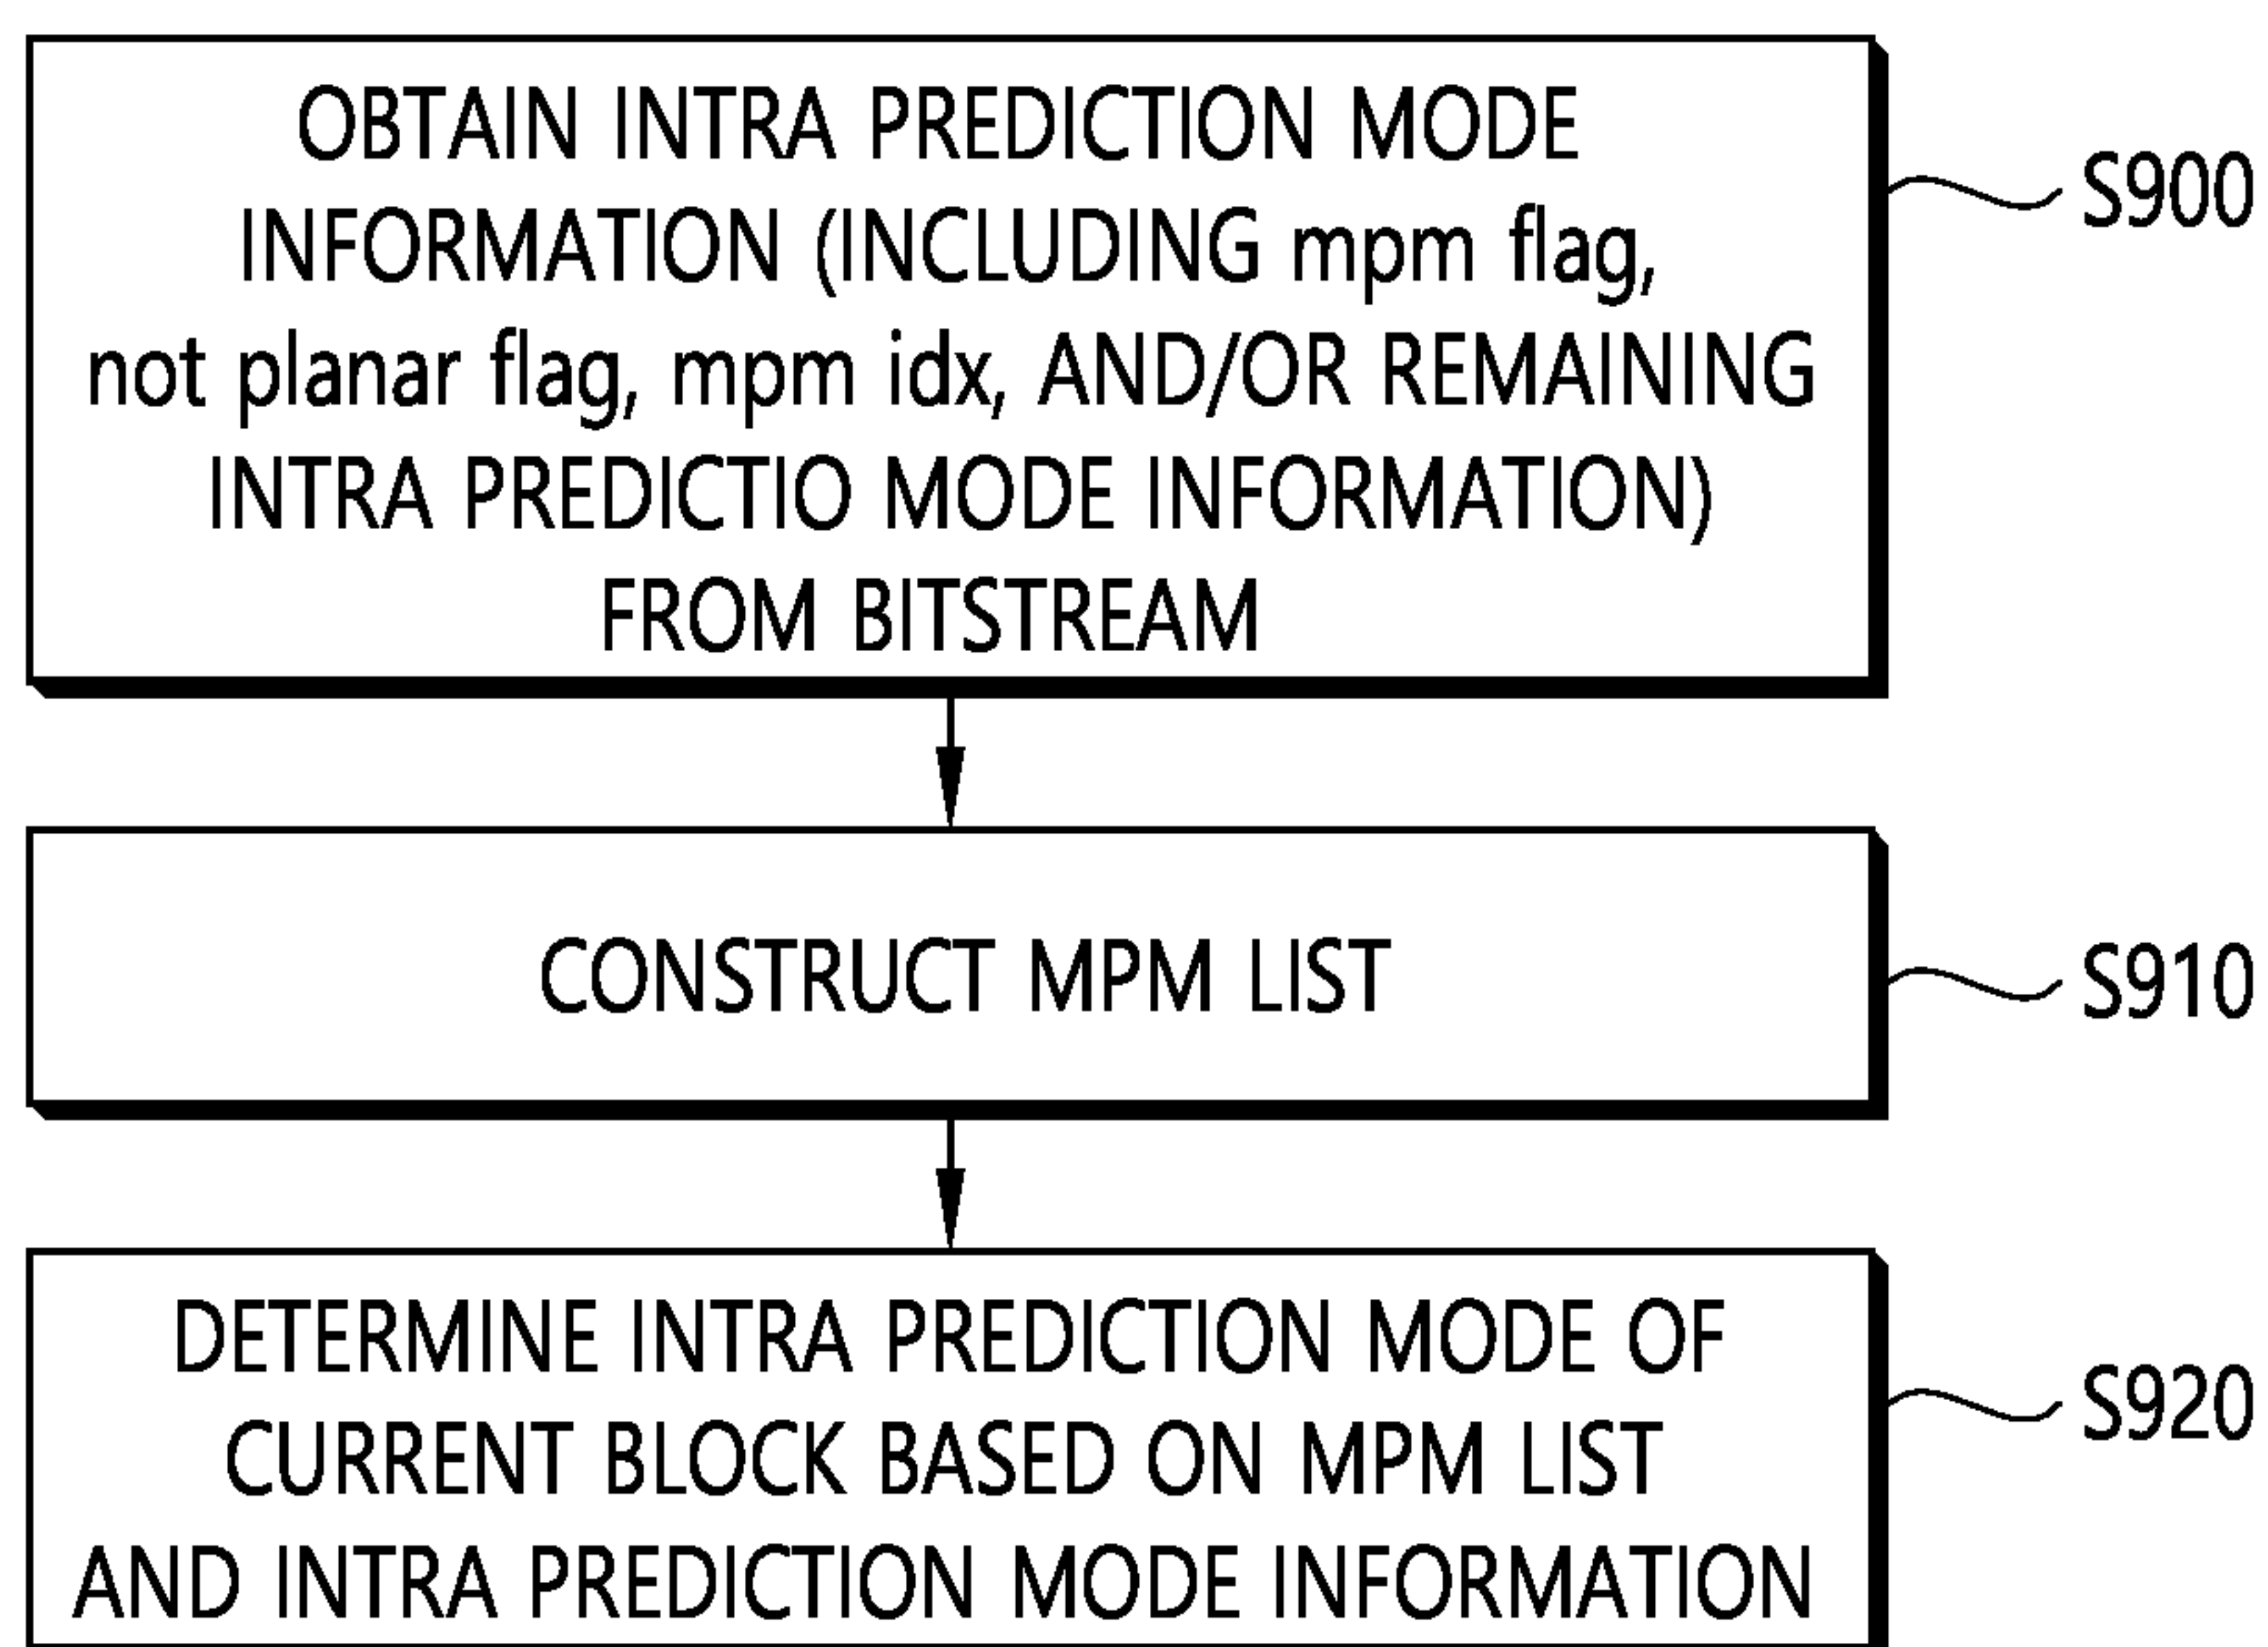 OBTAIN INTRA PREDICTION MODE
INFORMATION (INCLUDING mpm flag,
not planar flag, mpm idx, AND/OR REMAINING
INTRA PREDICTIO MODE INFORMATION)
FROM BITSTREAM
S900
CONSTRUCT MPM LIST
S910
DETERMINE INTRA PREDICTION MODE OF
CURRENT BLOCK BASED ON MPM LIST
AND INTRA PREDICTION MODE INFORMATION
S920